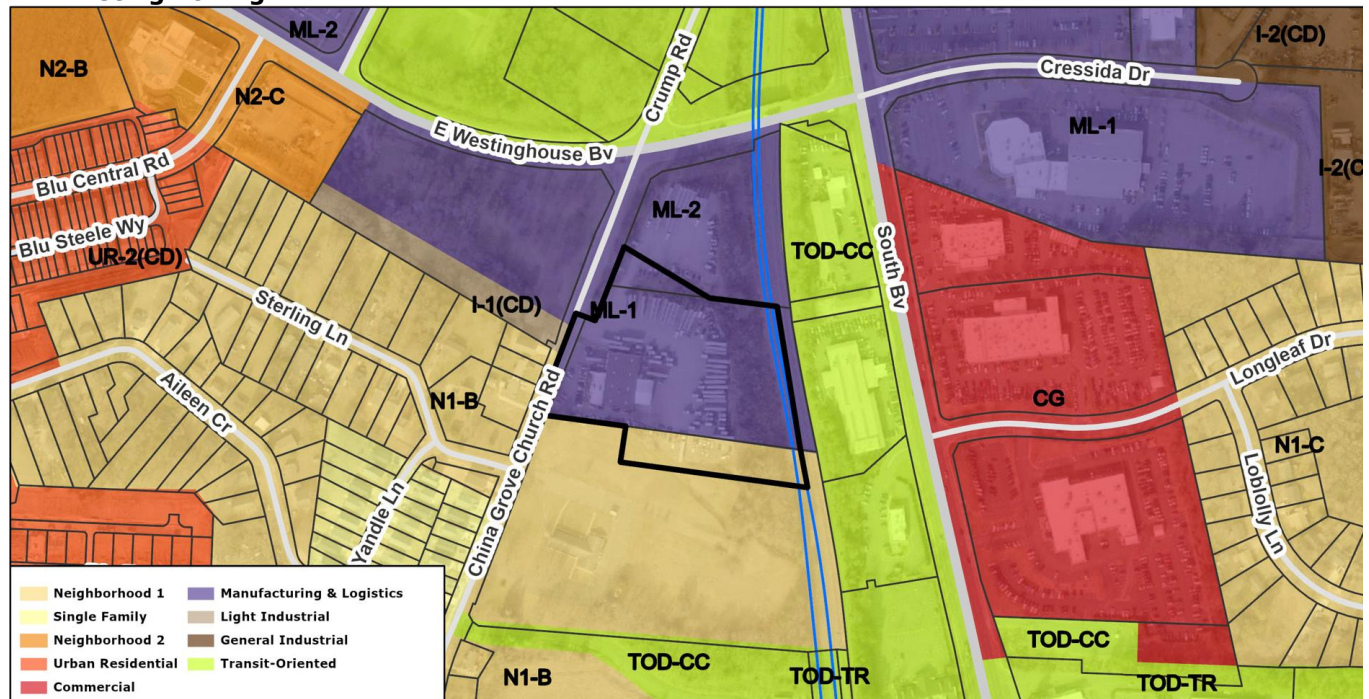 ML-2
I-2(CD)
N2-B
Crump Rd
Cressida Dr
N2-C
E Westinghouse Bv
ML-1
Blu Central Rd
ML-2
Blu Steele Wy
UR-2(CD)
TOD-CC
South Bv
Sterling Ln
I-1(CD)
ML-1
Longleaf Dr
Aileen Cr
N1-B
CG
China Grove Church Rd
N1-C
Loblolly Ln
Yandle Ln
Neighborhood 1
Single Family
Neighborhood 2
Urban Residential
Commercial
Manufacturing & Logistics
Light Industrial
General Industrial
Transit-Oriented
N1-B
TOD-CC
TOD-TR
TOD-CC
TOD-TR